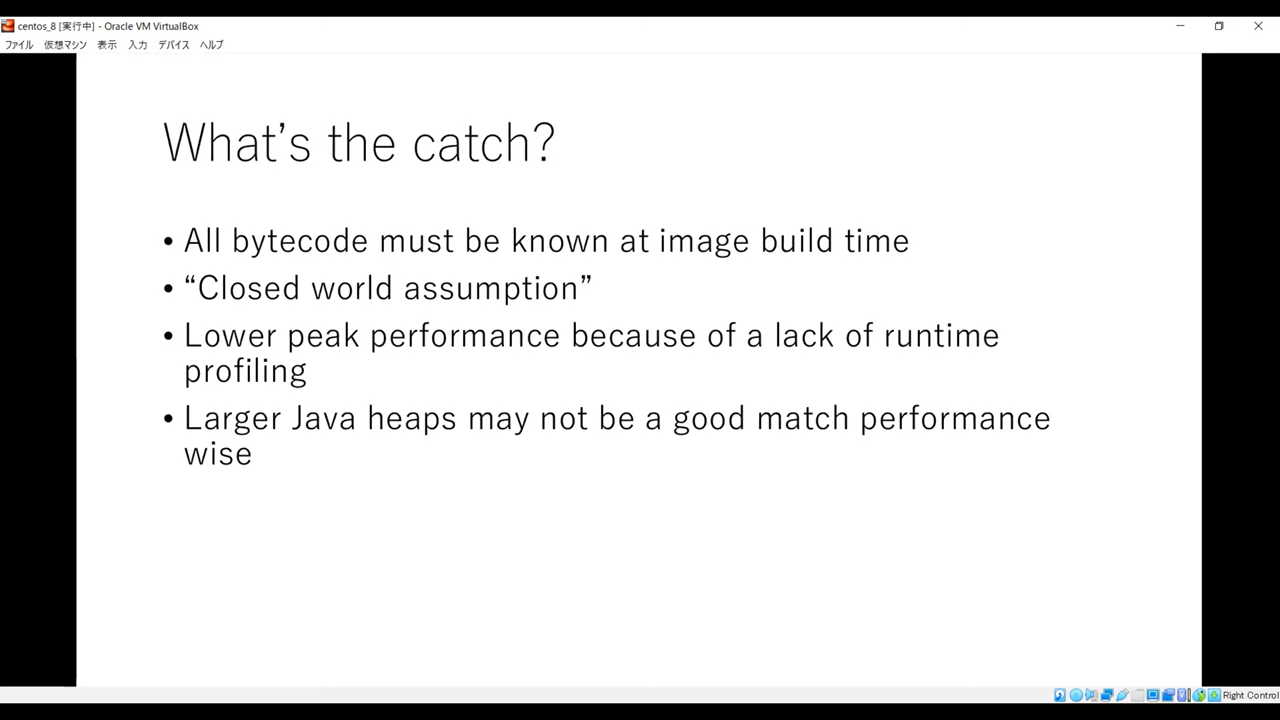 centos_8 [実行中] - Oracle VM VirtualBox
ファイル 仮想マシン 表示 入力 デバイス ヘルプ
What’s the catch?
• All bytecode must be known at image build time
• “Closed world assumption”
• Lower peak performance because of a lack of runtime
profiling
• Larger Java heaps may not be a good match performance
wise
Right Control